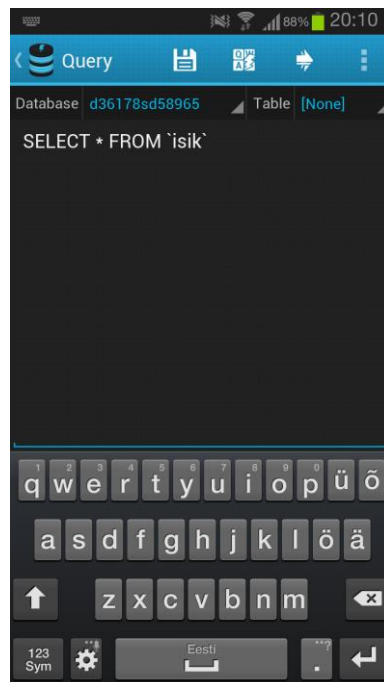 88% 20:10
Query
Database d36178sd58965 Table [None]
SELECT * FROM `isik`
1 2 3 4 5 6 7 8 9 0
q w e r t y u i o p ü õ
a s d f g h j k l ö ä
z x c v b n m
123 Eesti ?
Sym .